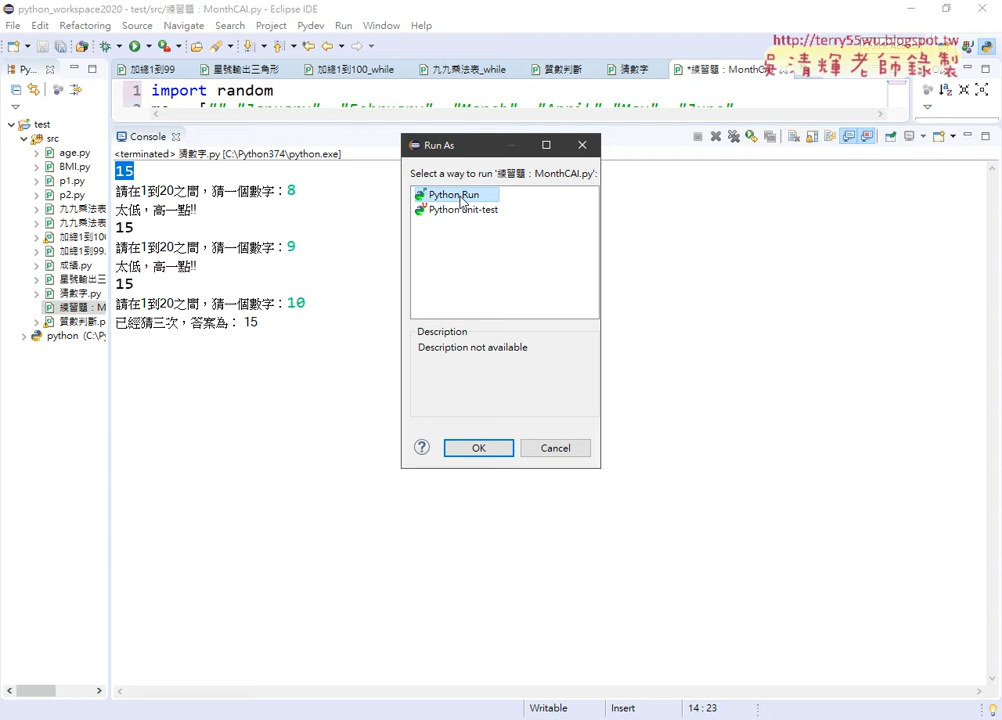 python_workspace2020 - test/src/練習題：MonthCAI.py - Eclipse IDE
File Edit Refactoring Source Navigate Search Project Pydev Run Window Help
http://terry55wu.blogspot.tw
吳清輝老師錄製
Py...
加總1到99 星號輸出三角形 加總1到99_while 九九乘法表_while 質數判斷 猜數字 *練習題：MonthC
1 import random
test
src
age.py
BMI.py
p1.py
p2.py
九九乘法表
九九乘法表
加總1到100
加總1到99.
成績.py
星號輸出三
猜數字.py
練習題：M
質數判斷.p
python (C:\P
Console
<terminated> 猜數字.py [C:\Python374\python.exe]
15
請在1到20之間，猜一個數字：8
太低，高一點!!
15
請在1到20之間，猜一個數字：9
太低，高一點!!
15
請在1到20之間，猜一個數字：10
已經猜三次，答案為： 15
Run As
Select a way to run '練習題：MonthCAI.py':
Python Run
Python unit-test
Description
Description not available
OK
Cancel
Writable Insert 14 : 23